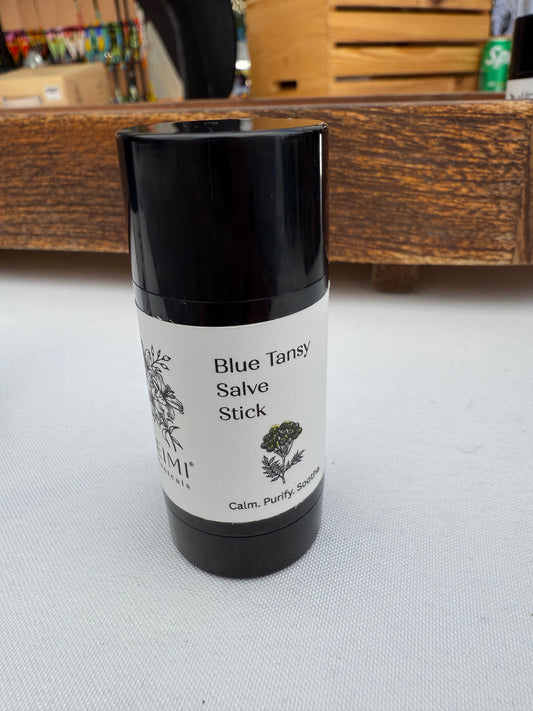 Blue Tansy
Salve
Stick
Calm. Purify. Soothe.